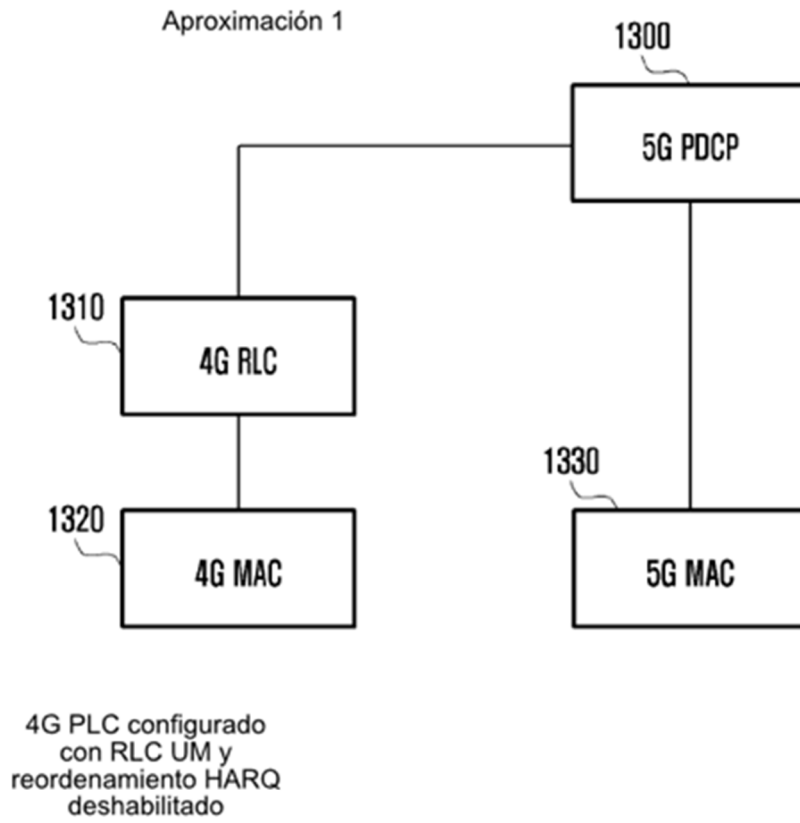 Aproximación 1
1300
5G PDCP
1310
4G RLC
1330
1320
4G MAC
5G MAC
4G PLC configurado
con RLC UM y
reordenamiento HARQ
deshabilitado